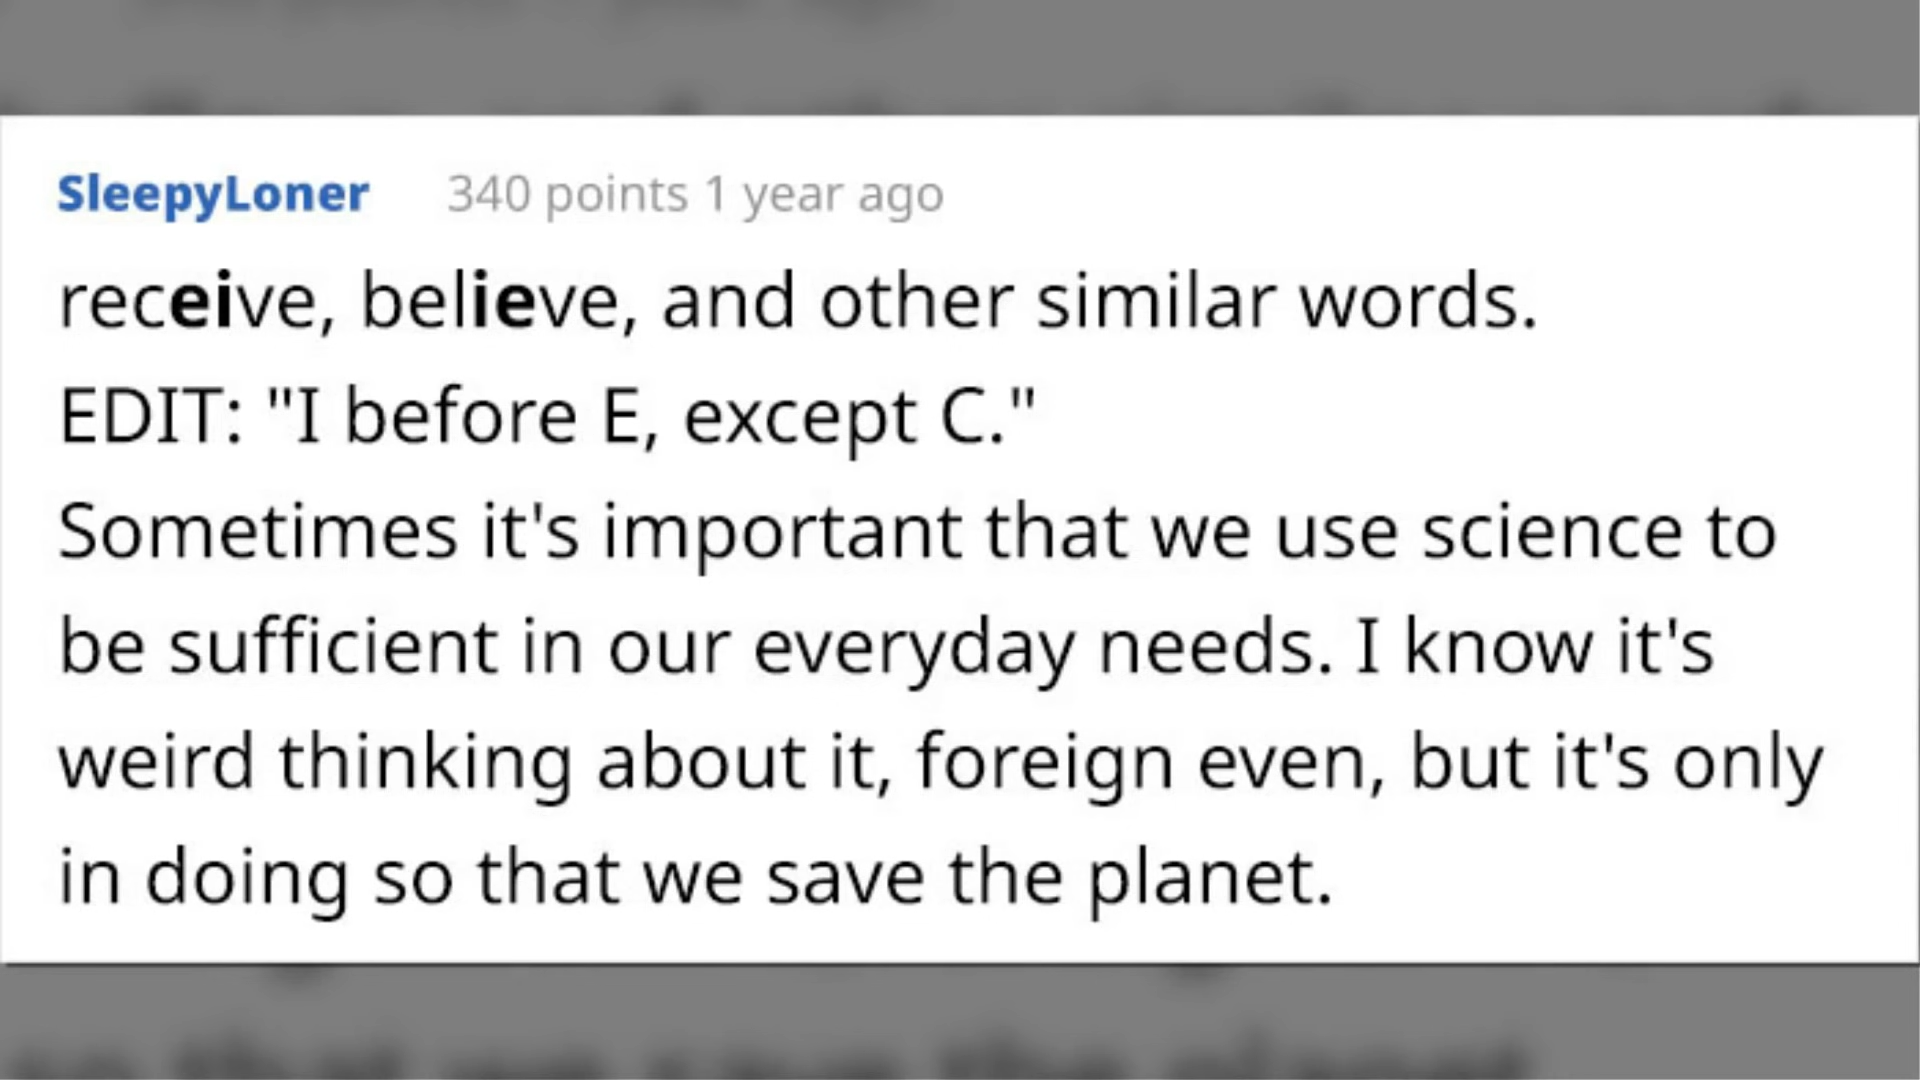 SleepyLoner 340 points 1 year ago
receive, believe, and other similar words.
EDIT: "I before E, except C."
Sometimes it's important that we use science to
be sufficient in our everyday needs. I know it's
weird thinking about it, foreign even, but it's only
in doing so that we save the planet.